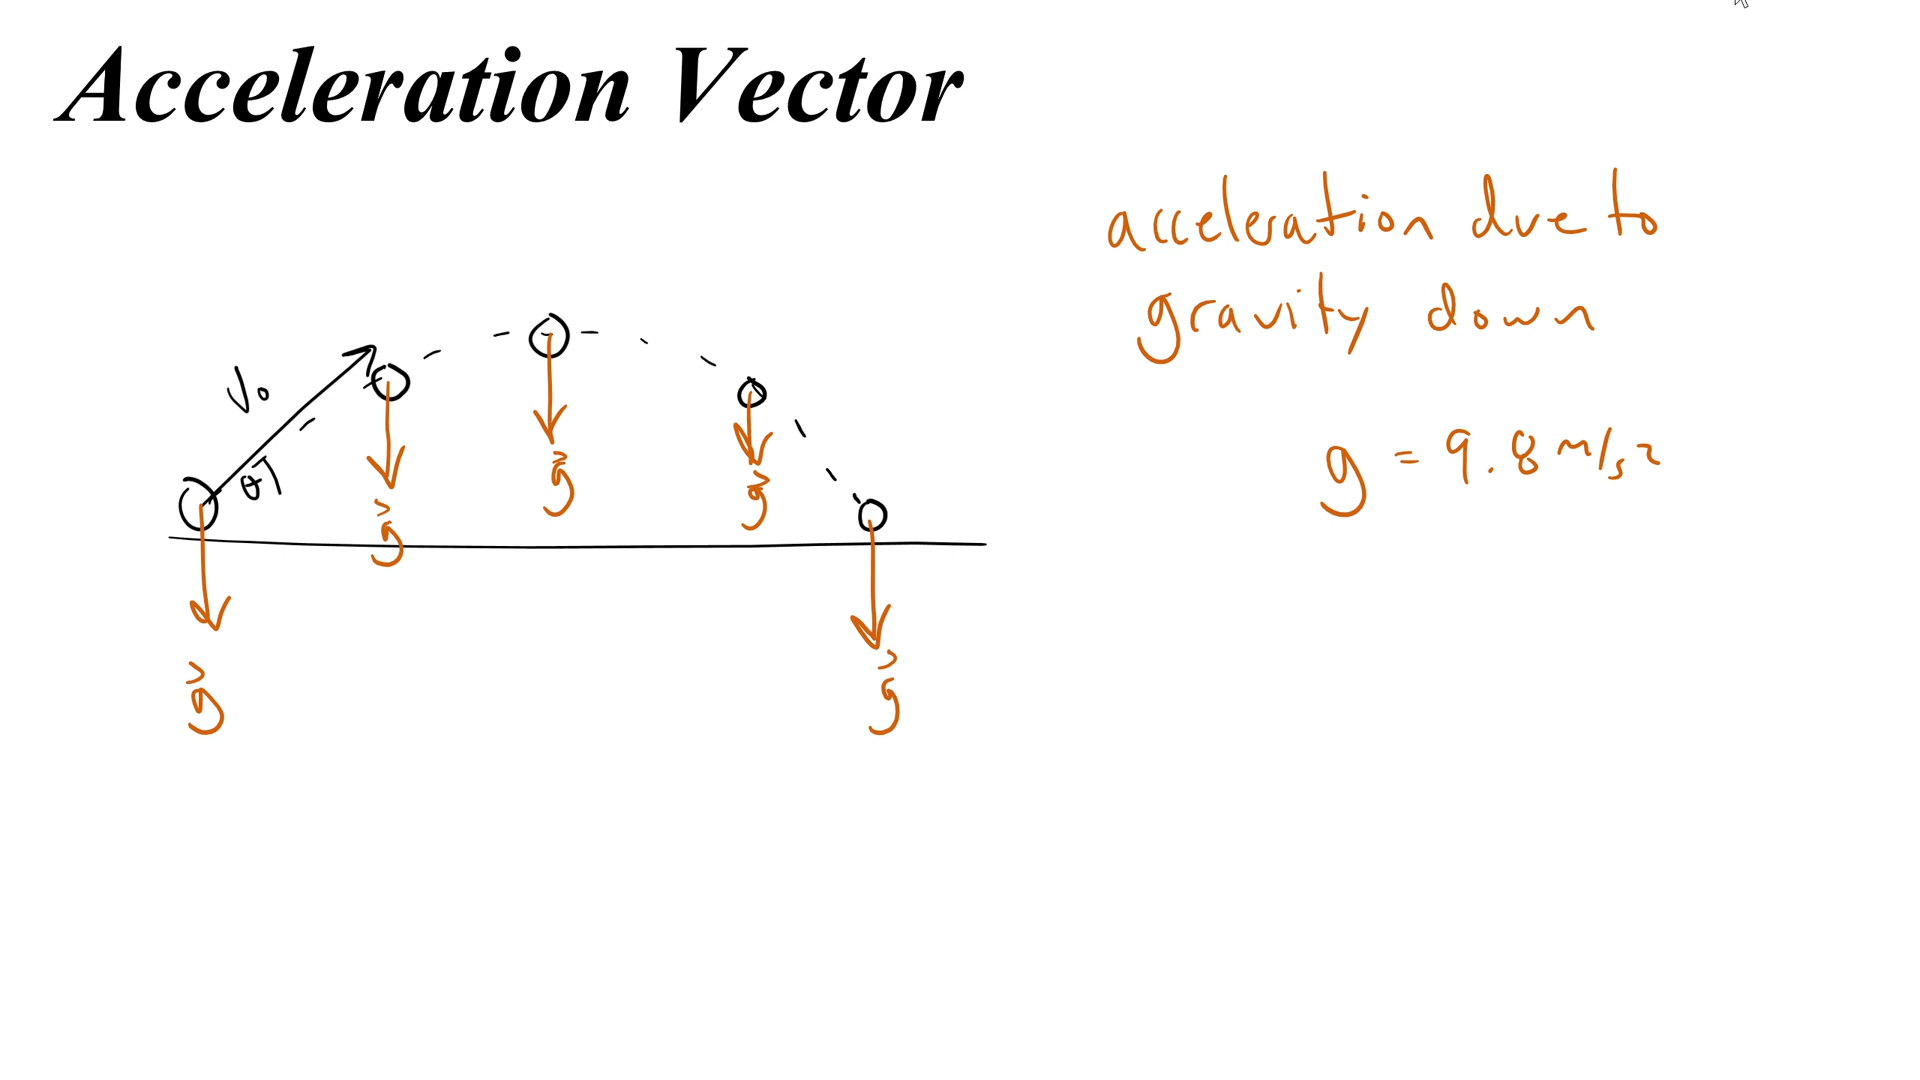 Acceleration Vector
acceleration due to
gravity down
g = 9.8 m/s2
V₀
θ
g⃗
g⃗
g⃗
g⃗
g⃗